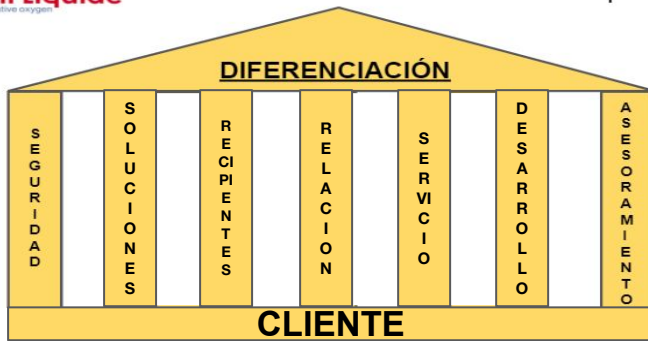 DIFERENCIACIÓN
SEGURIDAD
SOLUCIONES
RECIPIENTES
RELACION
SERVICIO
DESARROLLO
ASESORAMIENTO
CLIENTE